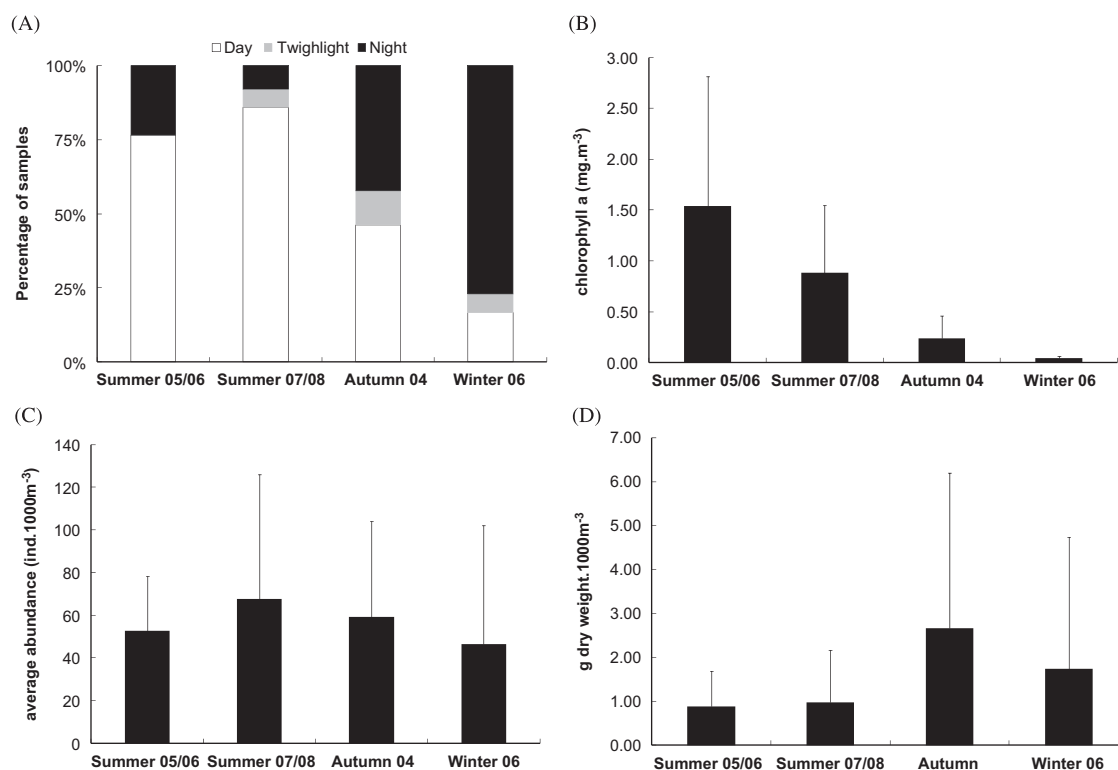 (A)
Day Twighlight Night
100%
75%
50%
25%
0%
Percentage of samples
Summer 05/06 Summer 07/08 Autumn 04 Winter 06
(B)
3.00
2.50
2.00
1.50
1.00
0.50
0.00
chlorophyll a (mg.m-3)
Summer 05/06 Summer 07/08 Autumn 04 Winter 06
(C)
140
120
100
80
60
40
20
0
average abundance (ind.1000m-3)
Summer 05/06 Summer 07/08 Autumn 04 Winter 06
(D)
7.00
6.00
5.00
4.00
3.00
2.00
1.00
0.00
g dry weight.1000m-3
Summer 05/06 Summer 07/08 Autumn Winter 06